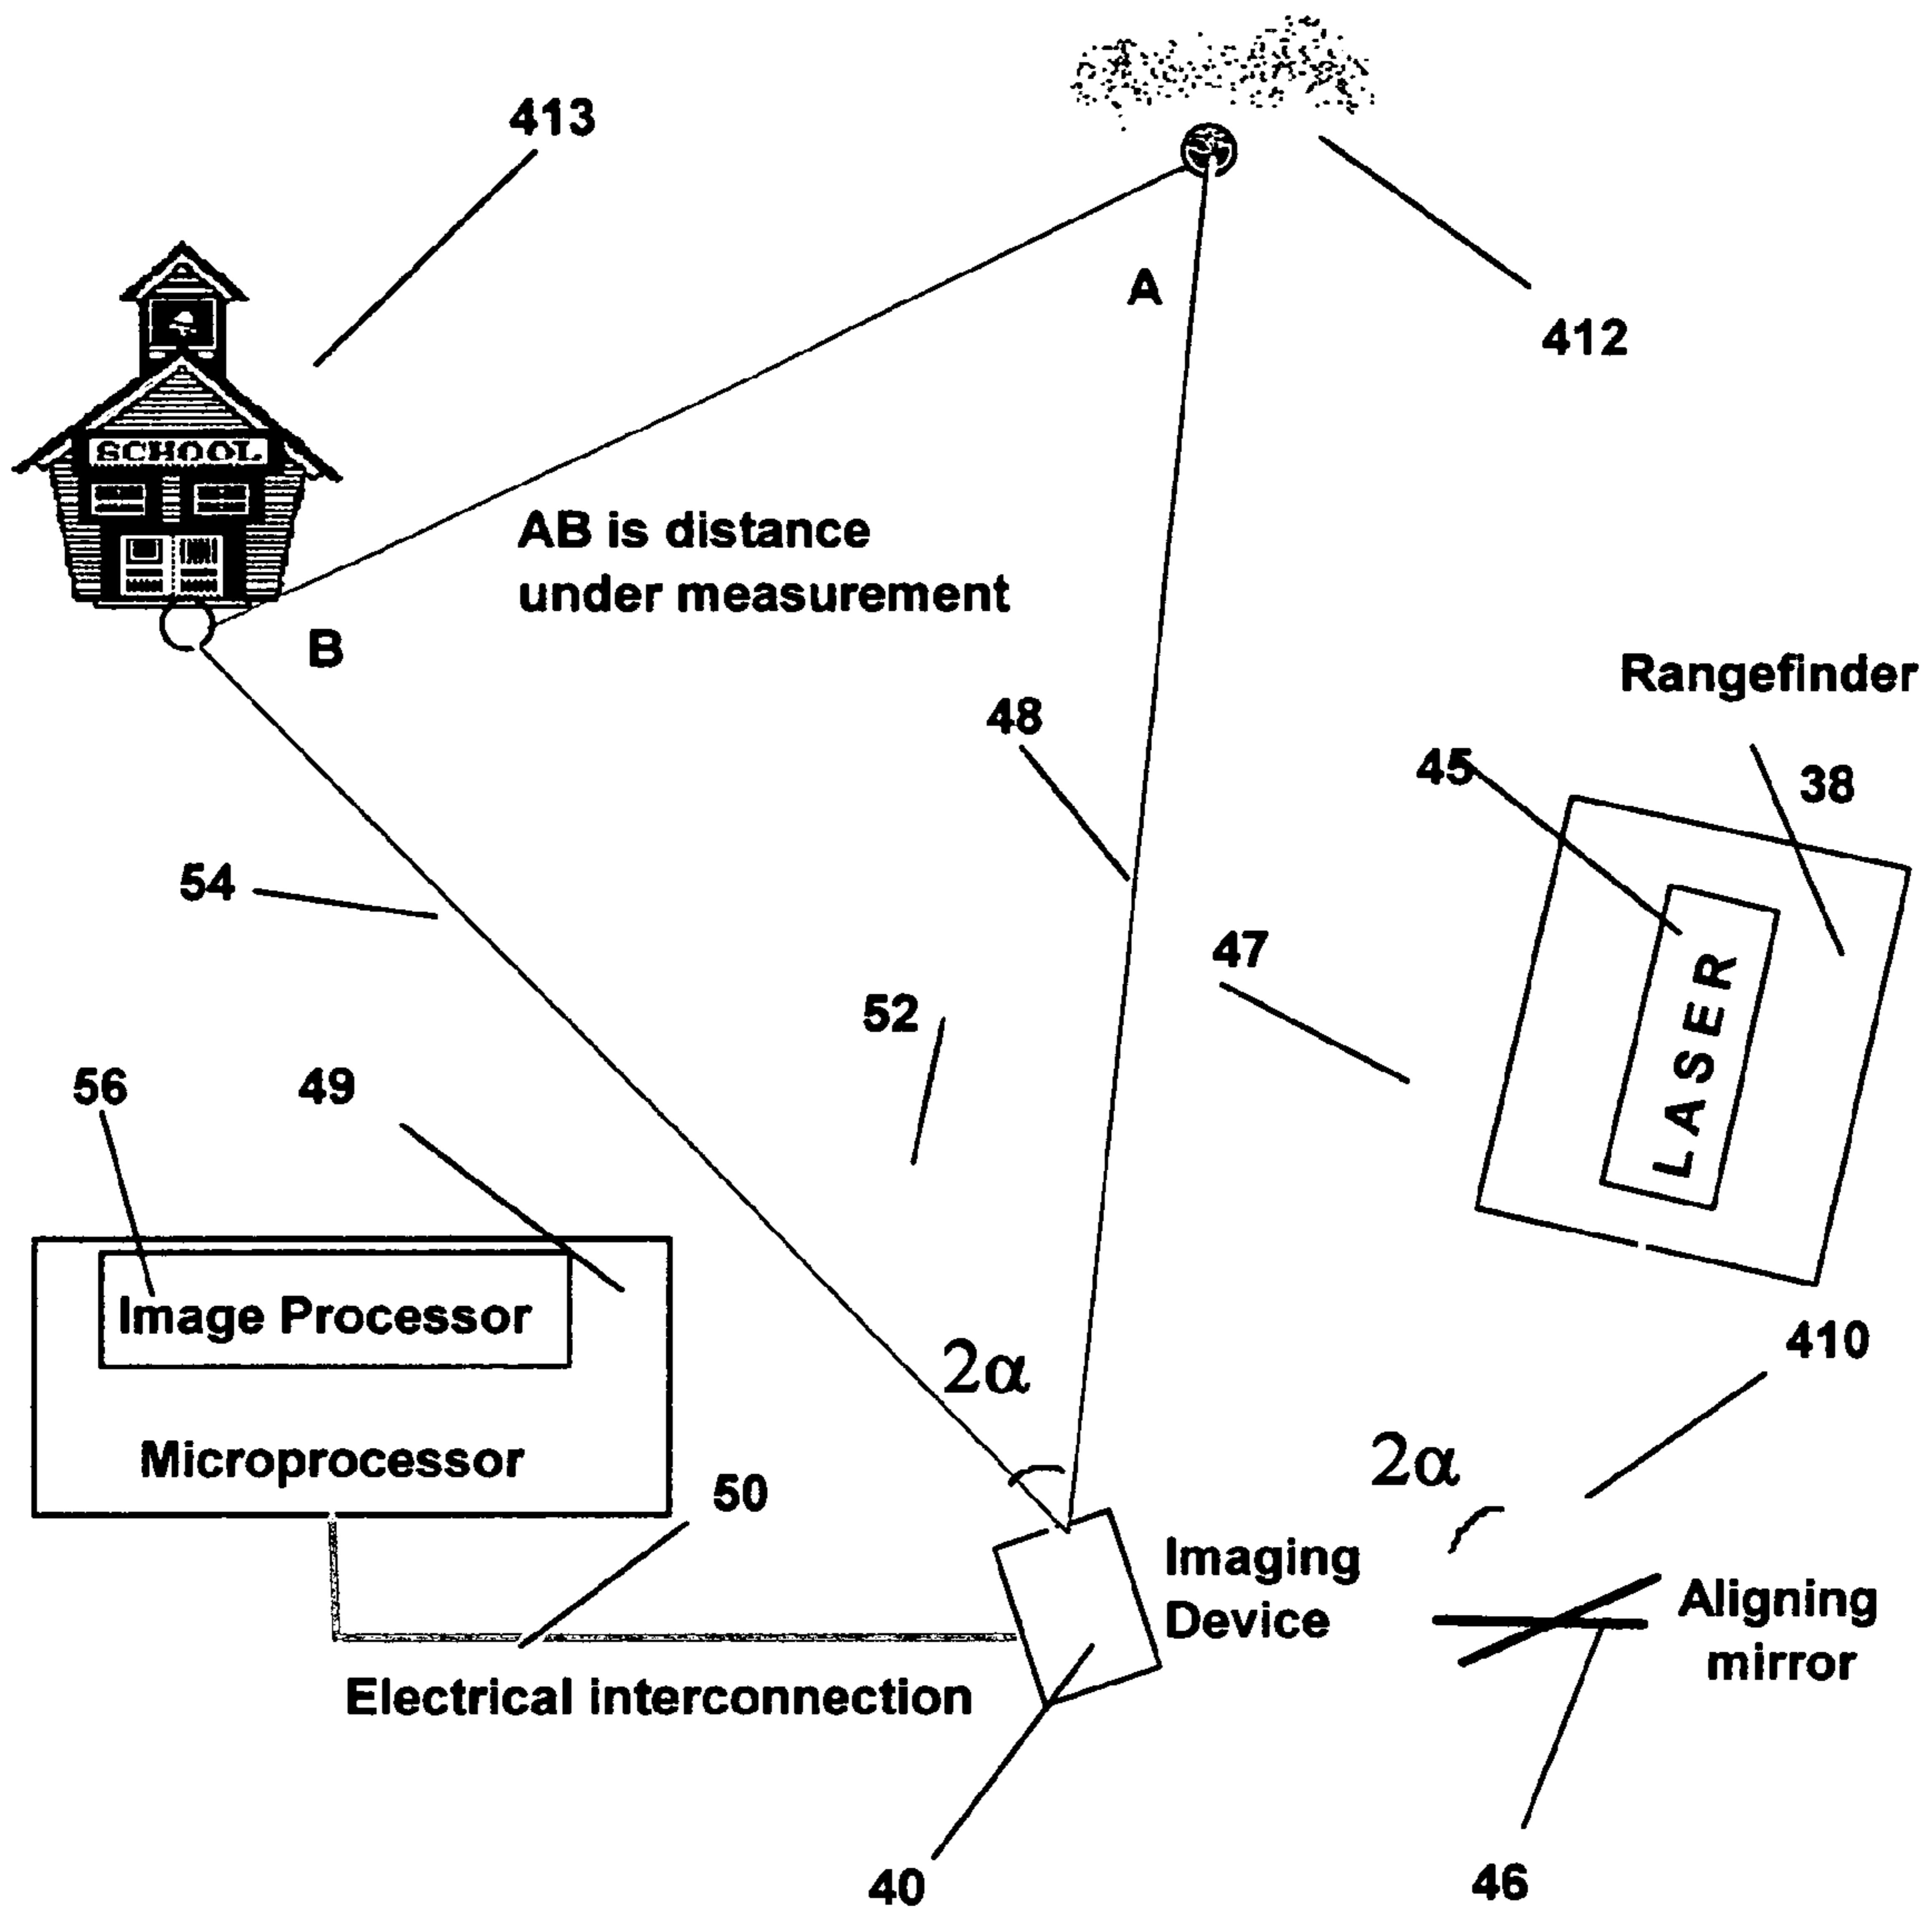 413
412
A
SCHOOL
AB is distance
under measurement
B
Rangefinder
48
45
38
54
47
52
LASER
56
49
410
Image Processor
2α
2α
Microprocessor
50
Imaging
Device
Aligning
mirror
Electrical interconnection
40
46